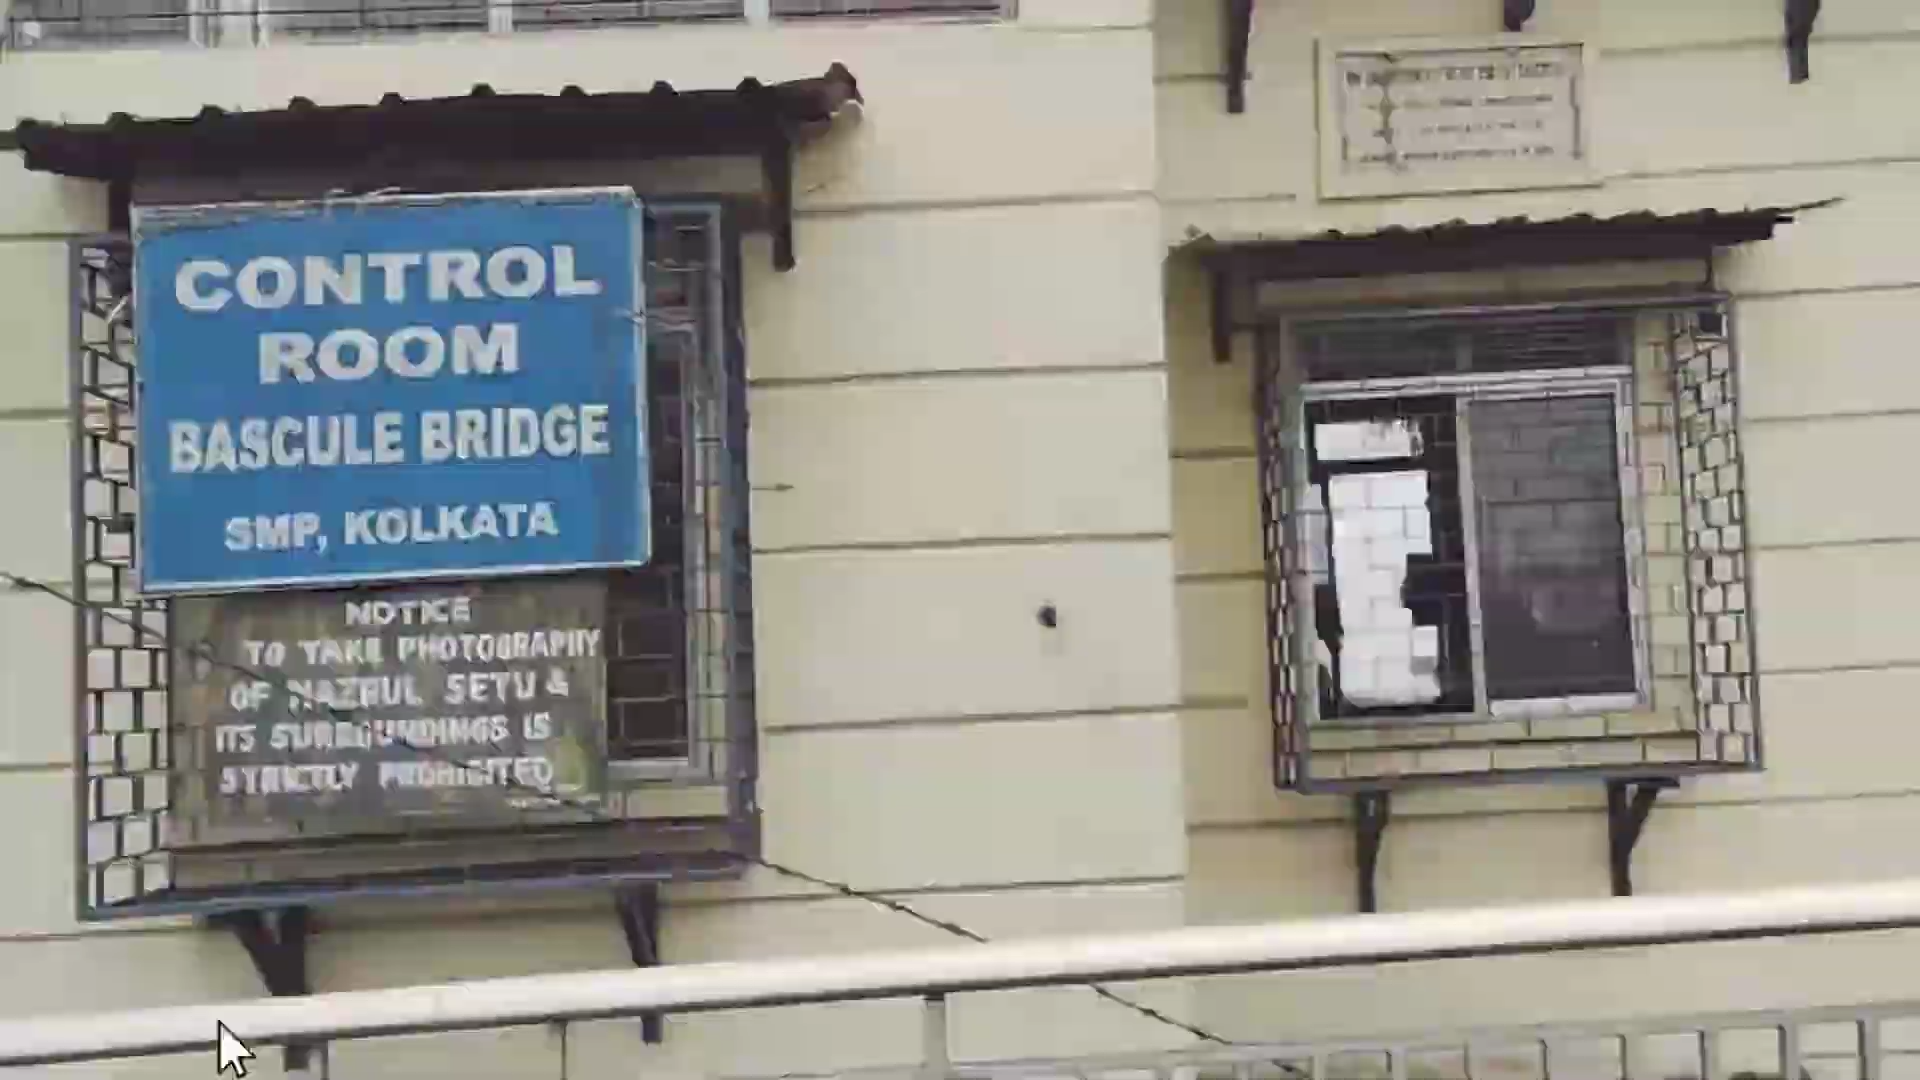 CONTROL
ROOM
BASCULE BRIDGE
SMP, KOLKATA
NOTICE
TO TAKE PHOTOGRAPHY
OF NAZRUL SETU &
ITS SURROUNDINGS IS
STRICTLY PROHIBITED